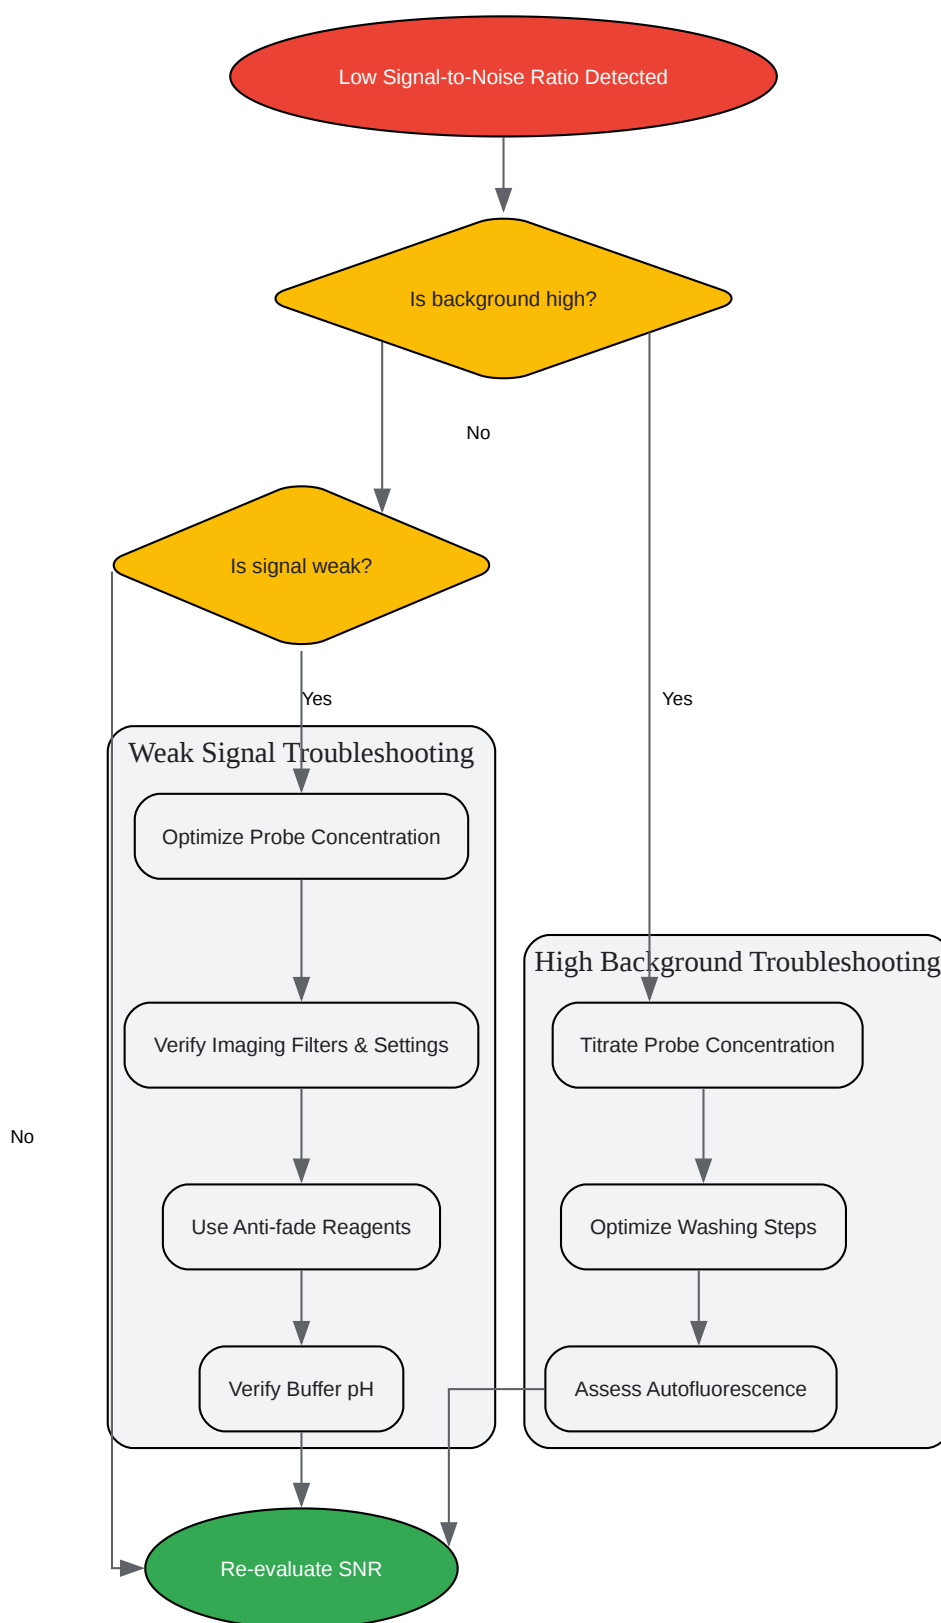 Low Signal-to-Noise Ratio Detected
Is background high?
No
Is signal weak?
Yes
Yes
Weak Signal Troubleshooting
Optimize Probe Concentration
High Background Troubleshooting
Verify Imaging Filters & Settings
Titrate Probe Concentration
No
Use Anti-fade Reagents
Optimize Washing Steps
Verify Buffer pH
Assess Autofluorescence
Re-evaluate SNR